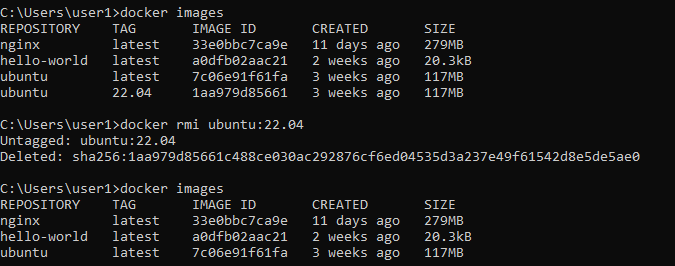 C:\Users\user1>docker images
REPOSITORY TAG IMAGE ID CREATED SIZE
nginx latest 33e0bbc7ca9e 11 days ago 279MB
hello-world latest a0dfb02aac21 2 weeks ago 20.3kB
ubuntu latest 7c06e91f61fa 3 weeks ago 117MB
ubuntu 22.04 1aa979d85661 3 weeks ago 117MB
C:\Users\user1>docker rmi ubuntu:22.04
Untagged: ubuntu:22.04
Deleted: sha256:1aa979d85661c488ce030ac292876cf6ed04535d3a237e49f61542d8e5de5ae0
C:\Users\user1>docker images
REPOSITORY TAG IMAGE ID CREATED SIZE
nginx latest 33e0bbc7ca9e 11 days ago 279MB
hello-world latest a0dfb02aac21 2 weeks ago 20.3kB
ubuntu latest 7c06e91f61fa 3 weeks ago 117MB